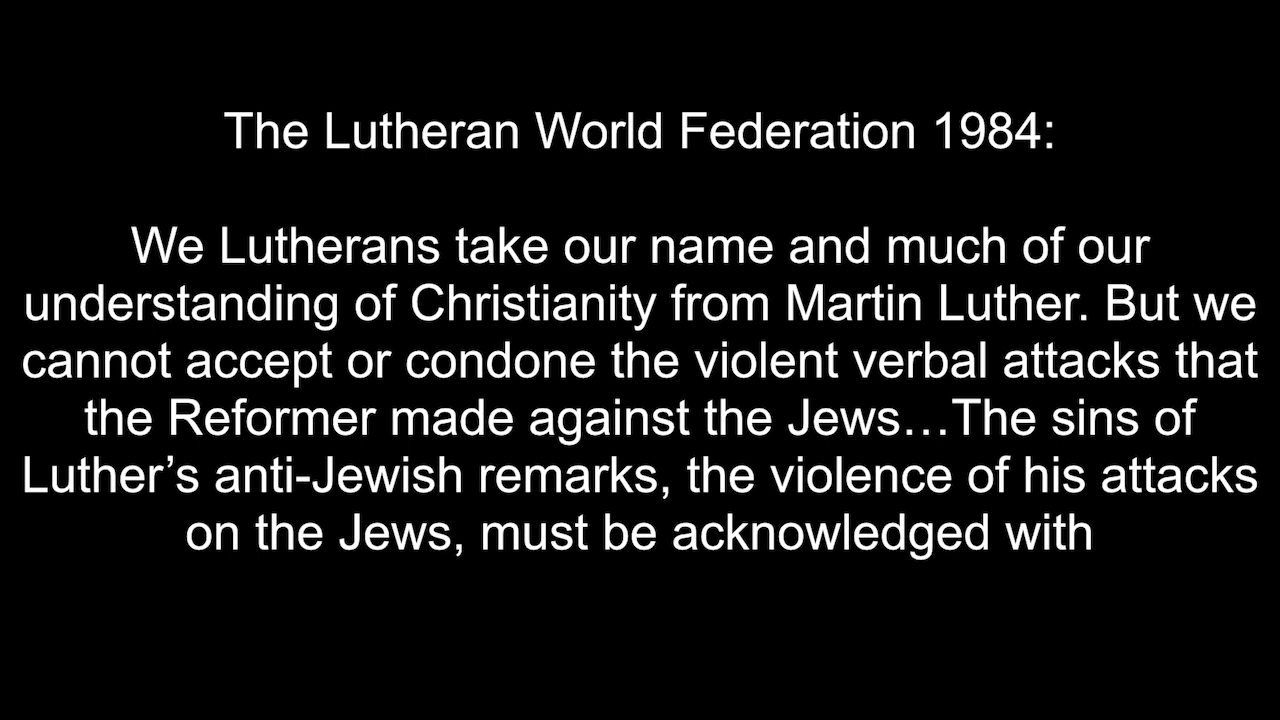 The Lutheran World Federation 1984:
We Lutherans take our name and much of our
understanding of Christianity from Martin Luther. But we
cannot accept or condone the violent verbal attacks that
the Reformer made against the Jews…The sins of
Luther’s anti-Jewish remarks, the violence of his attacks
on the Jews, must be acknowledged with